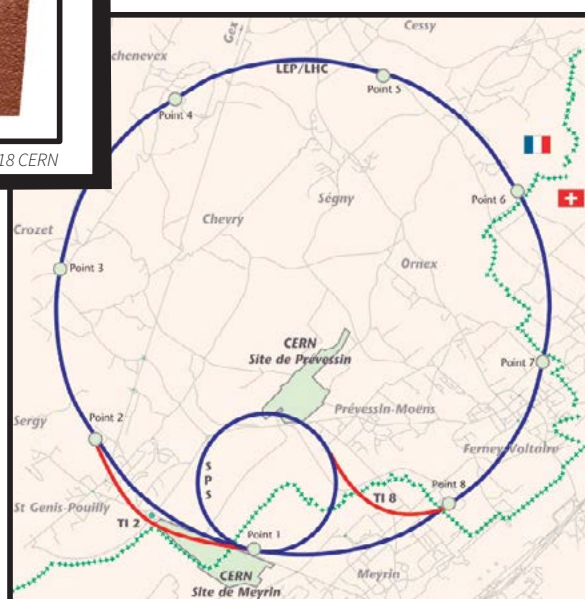 18 CERN
Cessy
Gex
chenevex
LEP/LHC
Point 5
Point 4
Point 6
Ségny
Chevry
Crozet
Ornex
Point 3
CERN
Site de Prévessin
Point 7
Prévessin-Moëns
Point 2
Sergy
Ferney-Voltaire
SPS
Point 8
TI 8
St Genis-Pouilly
TI 2
Point 1
Meyrin
CERN
Site de Meyrin